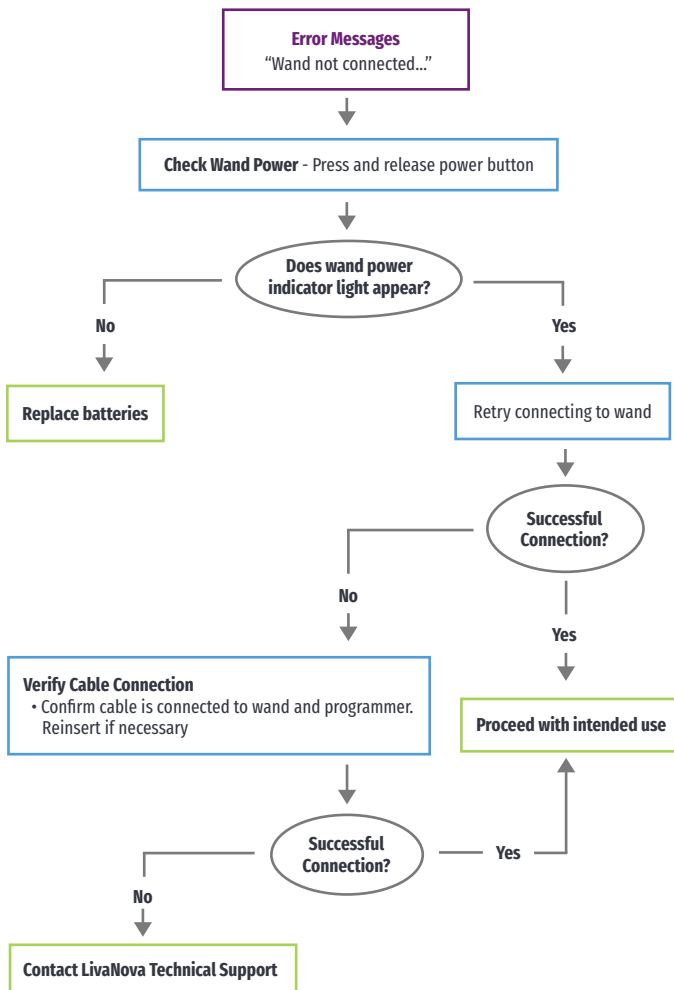 Error Messages
“Wand not connected...”
Check Wand Power - Press and release power button
Does wand power
indicator light appear?
No
Yes
Replace batteries
Retry connecting to wand
Successful
Connection?
No
Yes
Verify Cable Connection
• Confirm cable is connected to wand and programmer.
Reinsert if necessary
Proceed with intended use
Successful
Connection?
Yes
No
Contact LivaNova Technical Support